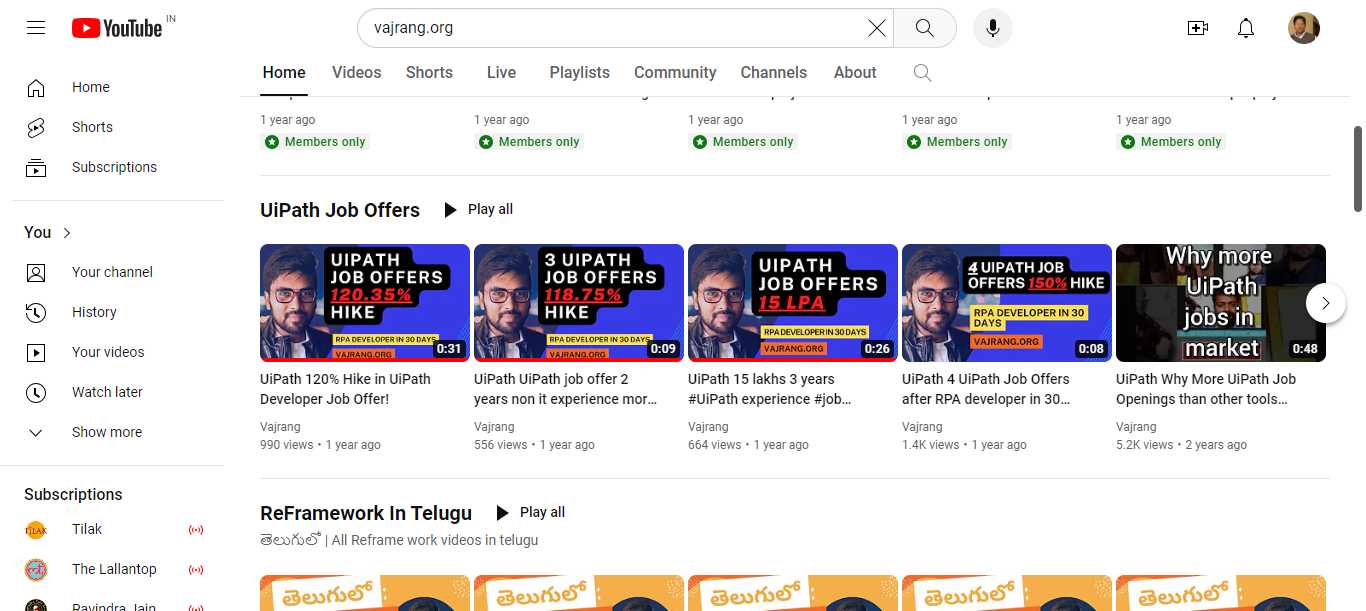 YouTube IN
vajrang.org
Home
Shorts
Subscriptions
You
Your channel
History
Your videos
Watch later
Show more
Subscriptions
Tilak
The Lallantop
Ravindra Jain
Home Videos Shorts Live Playlists Community Channels About
1 year ago 1 year ago 1 year ago 1 year ago 1 year ago
Members only Members only Members only Members only Members only
UiPath Job Offers Play all
UIPATH
JOB OFFERS
120.35%
HIKE
RPA DEVELOPER IN 30 DAYS
VAJRANG.ORG
0:31
UiPath 120% Hike in UiPath
Developer Job Offer!
Vajrang
990 views • 1 year ago
3 UIPATH
JOB OFFERS
118.75%
HIKE
RPA DEVELOPER IN 30 DAYS
VAJRANG.ORG
0:09
UiPath UiPath job offer 2
years non it experience mor...
Vajrang
556 views • 1 year ago
UIPATH
JOB OFFERS
15 LPA
RPA DEVELOPER IN 30 DAYS
VAJRANG.ORG
0:26
UiPath 15 lakhs 3 years
#UiPath experience #job...
Vajrang
664 views • 1 year ago
4 UIPATH JOB
OFFERS 150% HIKE
RPA DEVELOPER IN 30
DAYS
VAJRANG.ORG
0:08
UiPath 4 UiPath Job Offers
after RPA developer in 30...
Vajrang
1.4K views • 1 year ago
Why more
UiPath
jobs in
market
0:48
UiPath Why More UiPath Job
Openings than other tools...
Vajrang
5.2K views • 2 years ago
ReFramework In Telugu Play all
తెలుగులో | All Reframe work videos in telugu
తెలుగులో తెలుగులో తెలుగులో తెలుగులో తెలుగులో